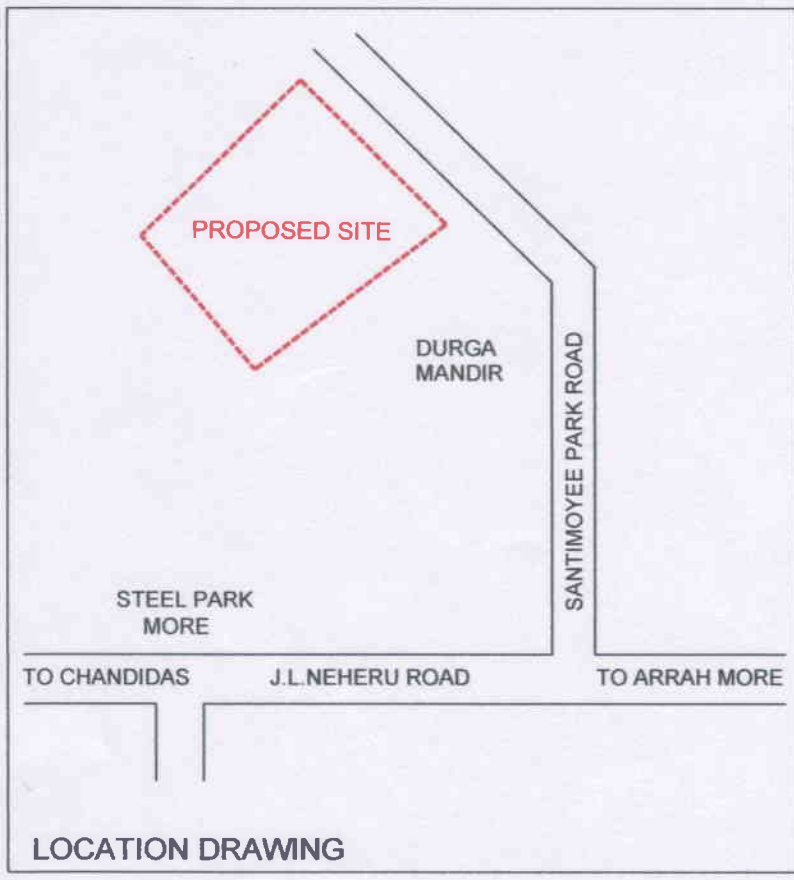 PROPOSED SITE
DURGA
MANDIR
SANTIMOYEE PARK ROAD
STEEL PARK
MORE
TO CHANDIDAS
J.L.NEHERU ROAD
TO ARRAH MORE
LOCATION DRAWING